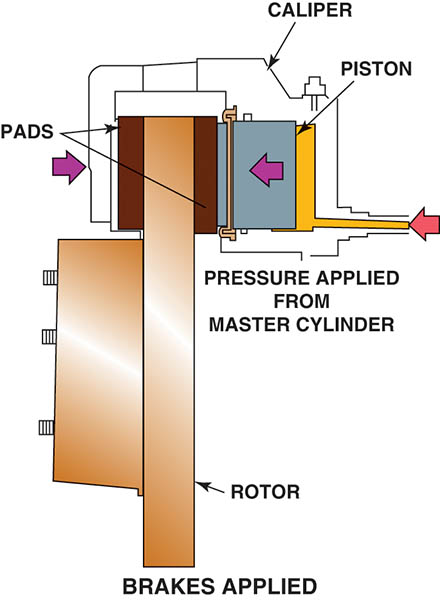 CALIPER
PISTON
PADS
PRESSURE APPLIED
FROM
MASTER CYLINDER
ROTOR
BRAKES APPLIED